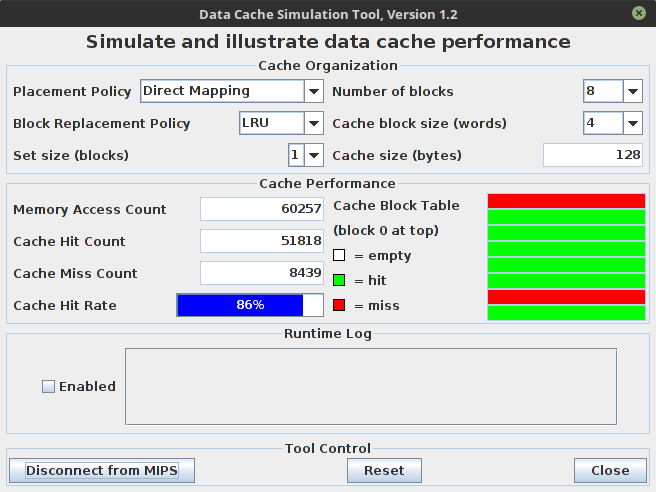 Data Cache Simulation Tool, Version 1.2
Simulate and illustrate data cache performance
Cache Organization
Placement Policy Direct Mapping Number of blocks 8
Block Replacement Policy LRU Cache block size (words) 4
Set size (blocks) 1 Cache size (bytes) 128
Cache Performance
Memory Access Count 60257
Cache Hit Count 51818
Cache Miss Count 8439
Cache Hit Rate 86%
Cache Block Table
(block 0 at top)
= empty
= hit
= miss
Runtime Log
Enabled
Tool Control
Disconnect from MIPS Reset Close